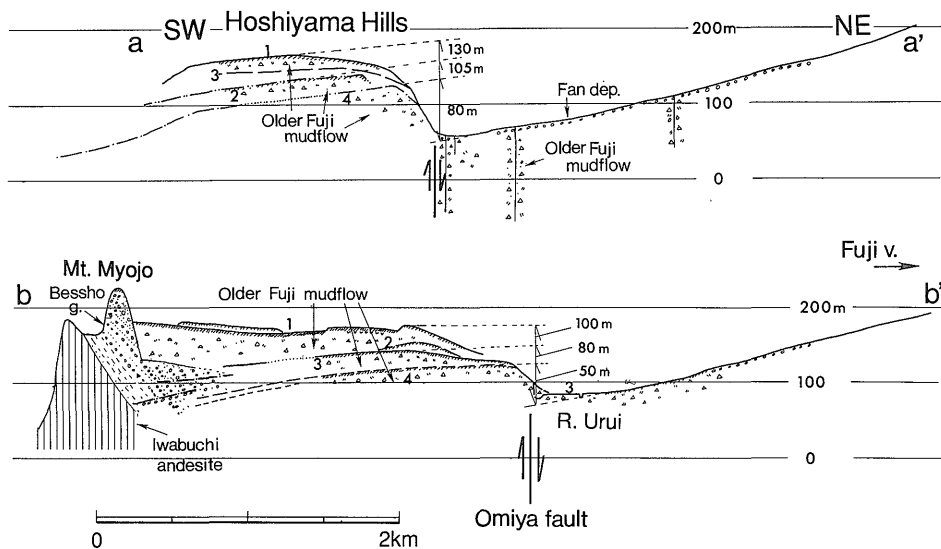 a SW Hoshiyama Hills 200m NE a'
1
130 m
3
105 m
2
4
80 m
100
Fan dep.
Older Fuji
mudflow
Older Fuji
mudflow
0
Fuji v.
Mt. Myojo
b
Bessho
g.
Older Fuji mudflow
200m
b'
1
2
100 m
3
80 m
4
50 m
100
3
R. Urui
Iwabuchi
andesite
0
Omiya fault
0 2km